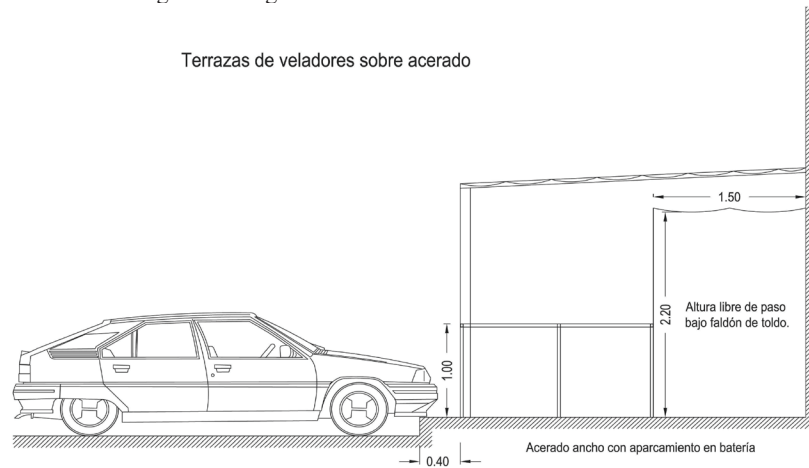 Terrazas de veladores sobre acerado
1.50
2.20
Altura libre de paso
bajo faldón de toldo.
1.00
Acerado ancho con aparcamiento en batería
0.40